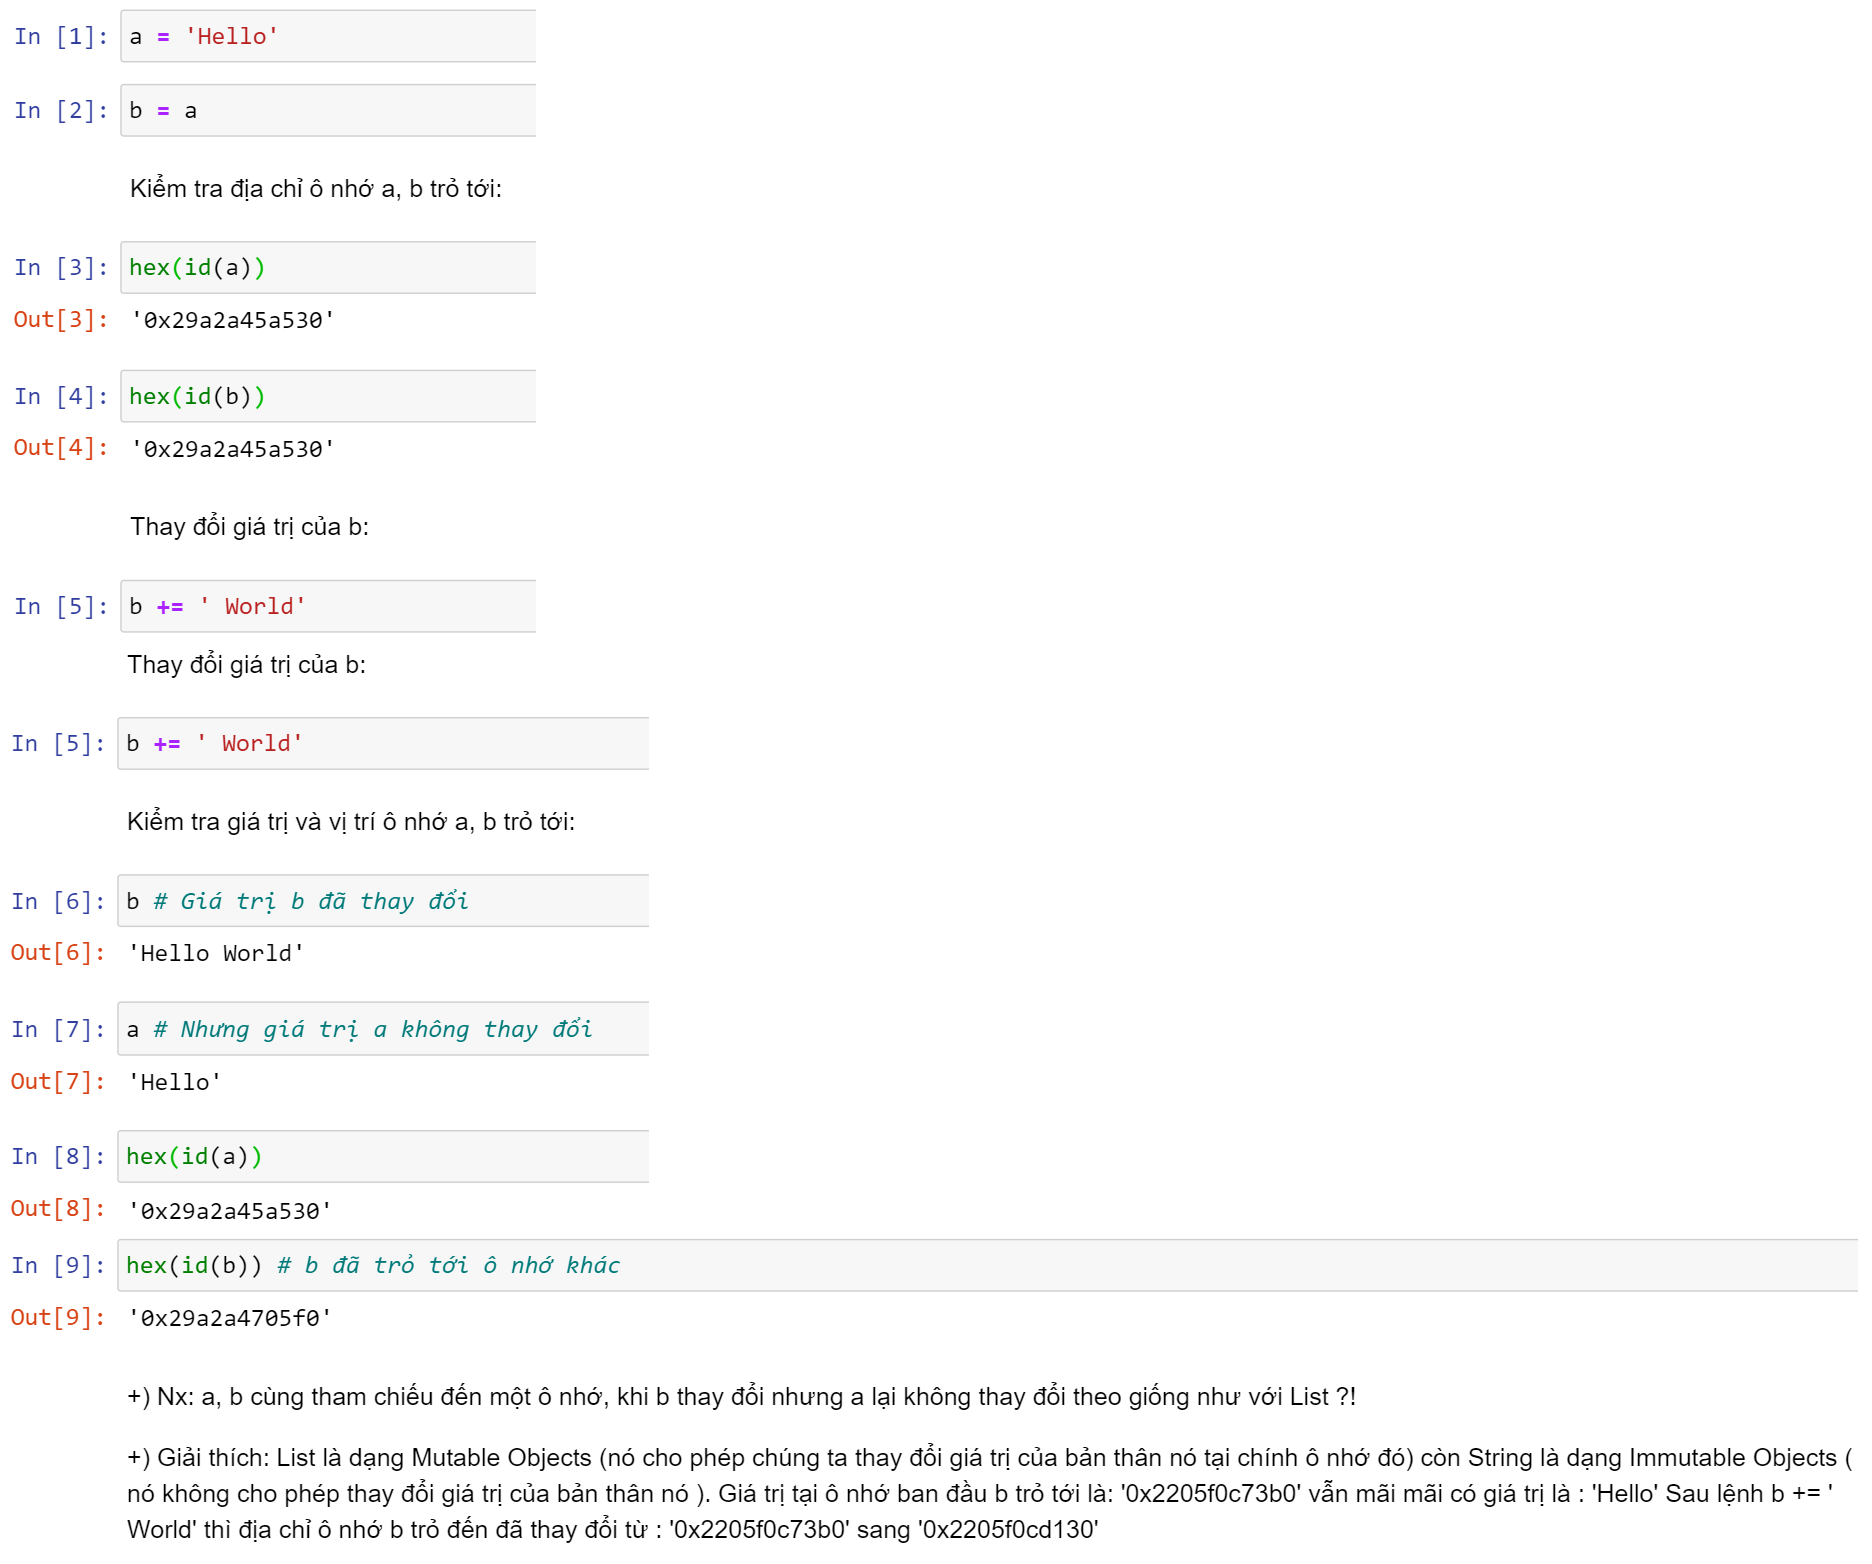 In [1]: a = 'Hello'
In [2]: b = a
Kiểm tra địa chỉ ô nhớ a, b trỏ tới:
In [3]: hex(id(a))
Out[3]: '0x29a2a45a530'
In [4]: hex(id(b))
Out[4]: '0x29a2a45a530'
Thay đổi giá trị của b:
In [5]: b += ' World'
Thay đổi giá trị của b:
In [5]: b += ' World'
Kiểm tra giá trị và vị trí ô nhớ a, b trỏ tới:
In [6]: b # Giá trị b đã thay đổi
Out[6]: 'Hello World'
In [7]: a # Nhưng giá trị a không thay đổi
Out[7]: 'Hello'
In [8]: hex(id(a))
Out[8]: '0x29a2a45a530'
In [9]: hex(id(b)) # b đã trỏ tới ô nhớ khác
Out[9]: '0x29a2a4705f0'
+) Nx: a, b cùng tham chiếu đến một ô nhớ, khi b thay đổi nhưng a lại không thay đổi theo giống như với List ?!
+) Giải thích: List là dạng Mutable Objects (nó cho phép chúng ta thay đổi giá trị của bản thân nó tại chính ô nhớ đó) còn String là dạng Immutable Objects (
nó không cho phép thay đổi giá trị của bản thân nó ). Giá trị tại ô nhớ ban đầu b trỏ tới là: '0x2205f0c73b0' vẫn mãi mãi có giá trị là : 'Hello' Sau lệnh b += '
World' thì địa chỉ ô nhớ b trỏ đến đã thay đổi từ : '0x2205f0c73b0' sang '0x2205f0cd130'